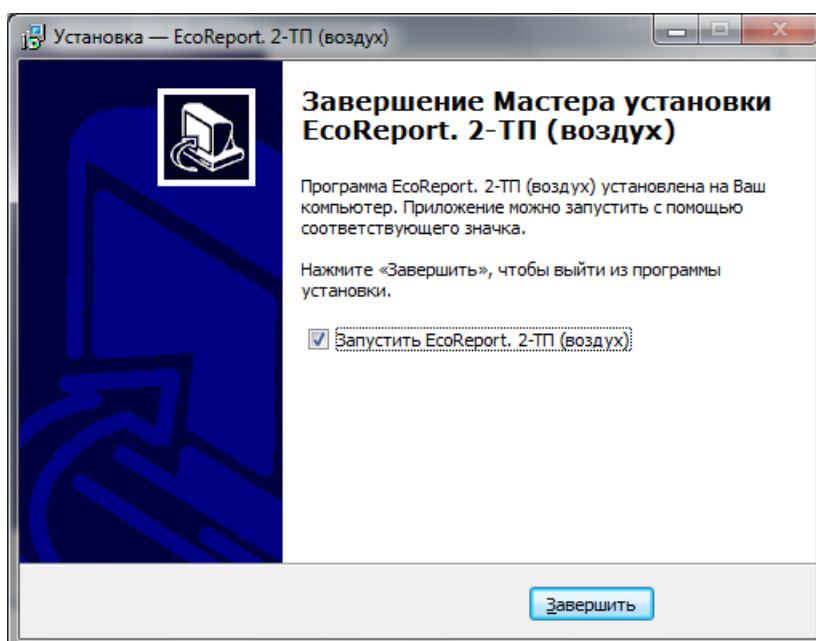 Установка — EcoReport. 2-ТП (воздух)
Завершение Мастера установки
EcoReport. 2-ТП (воздух)
Программа EcoReport. 2-ТП (воздух) установлена на Ваш
компьютер. Приложение можно запустить с помощью
соответствующего значка.
Нажмите «Завершить», чтобы выйти из программы
установки.
Запустить EcoReport. 2-ТП (воздух)
Завершить